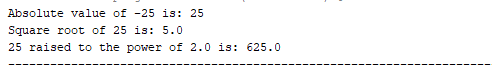 Absolute value of -25 is: 25
Square root of 25 is: 5.0
25 raised to the power of 2.0 is: 625.0
---------------------------------------------------------------------